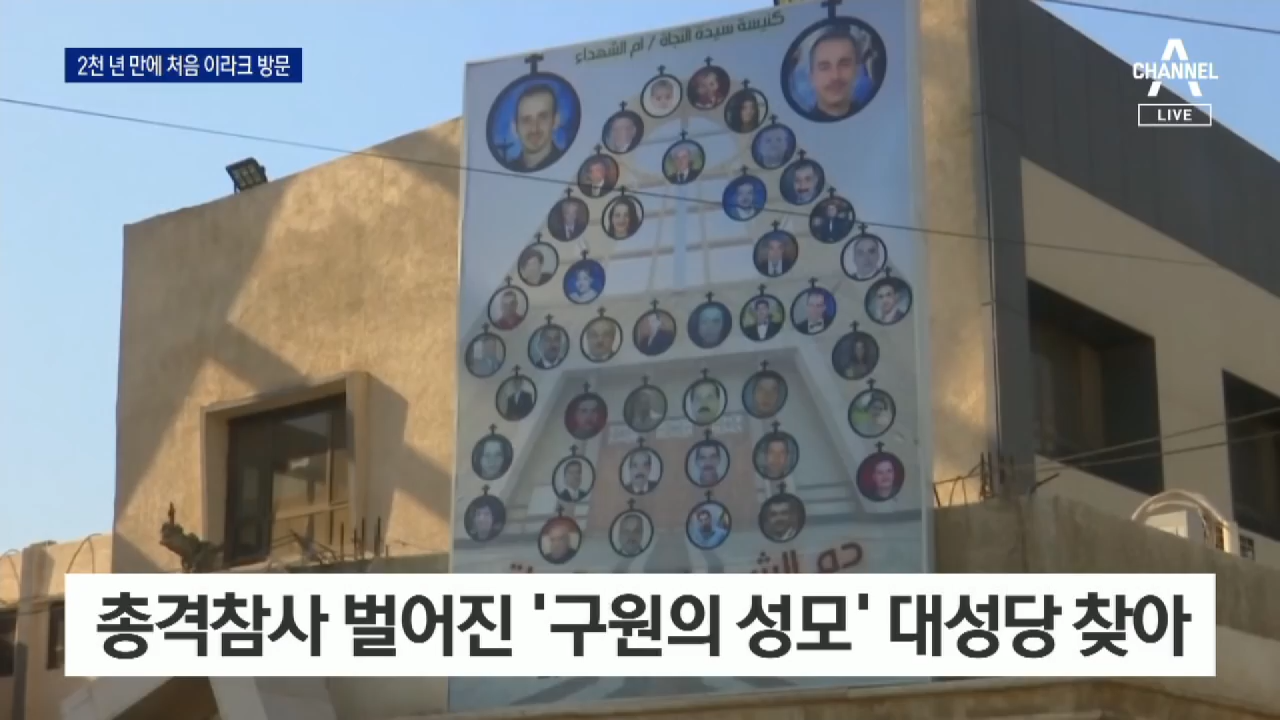 2천 년 만에 처음 이라크 방문
CHANNEL
LIVE
كنيسة سيدة النجاة / ام الشهداء
총격참사 벌어진 '구원의 성모' 대성당 찾아